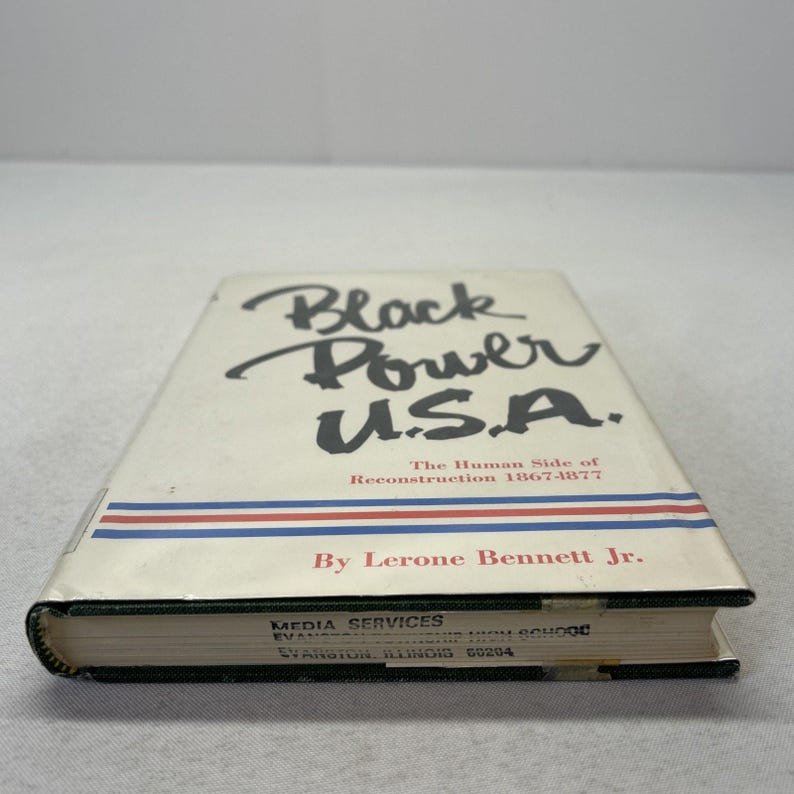 Black
Power
U.S.A.
The Human Side of
Reconstruction 1867-1877
By Lerone Bennett Jr.
MEDIA SERVICES
EVANSTON TOWNSHIP HIGH SCHOOL
EVANSTON, ILLINOIS 60204